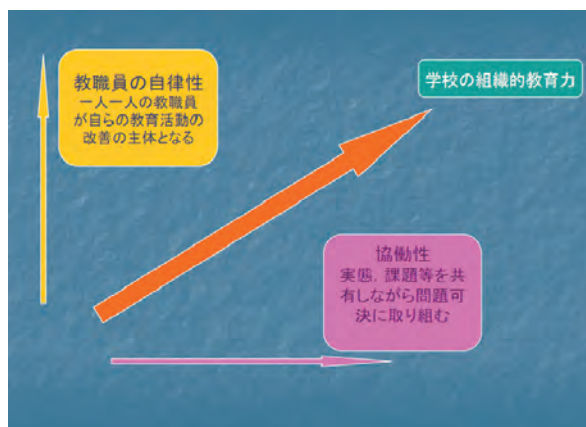 教職員の自律性
一人一人の教職員
が自らの教育活動の
改善の主体となる
学校の組織的教育力
協働性
実態，課題等を共
有しながら問題可
決に取り組む